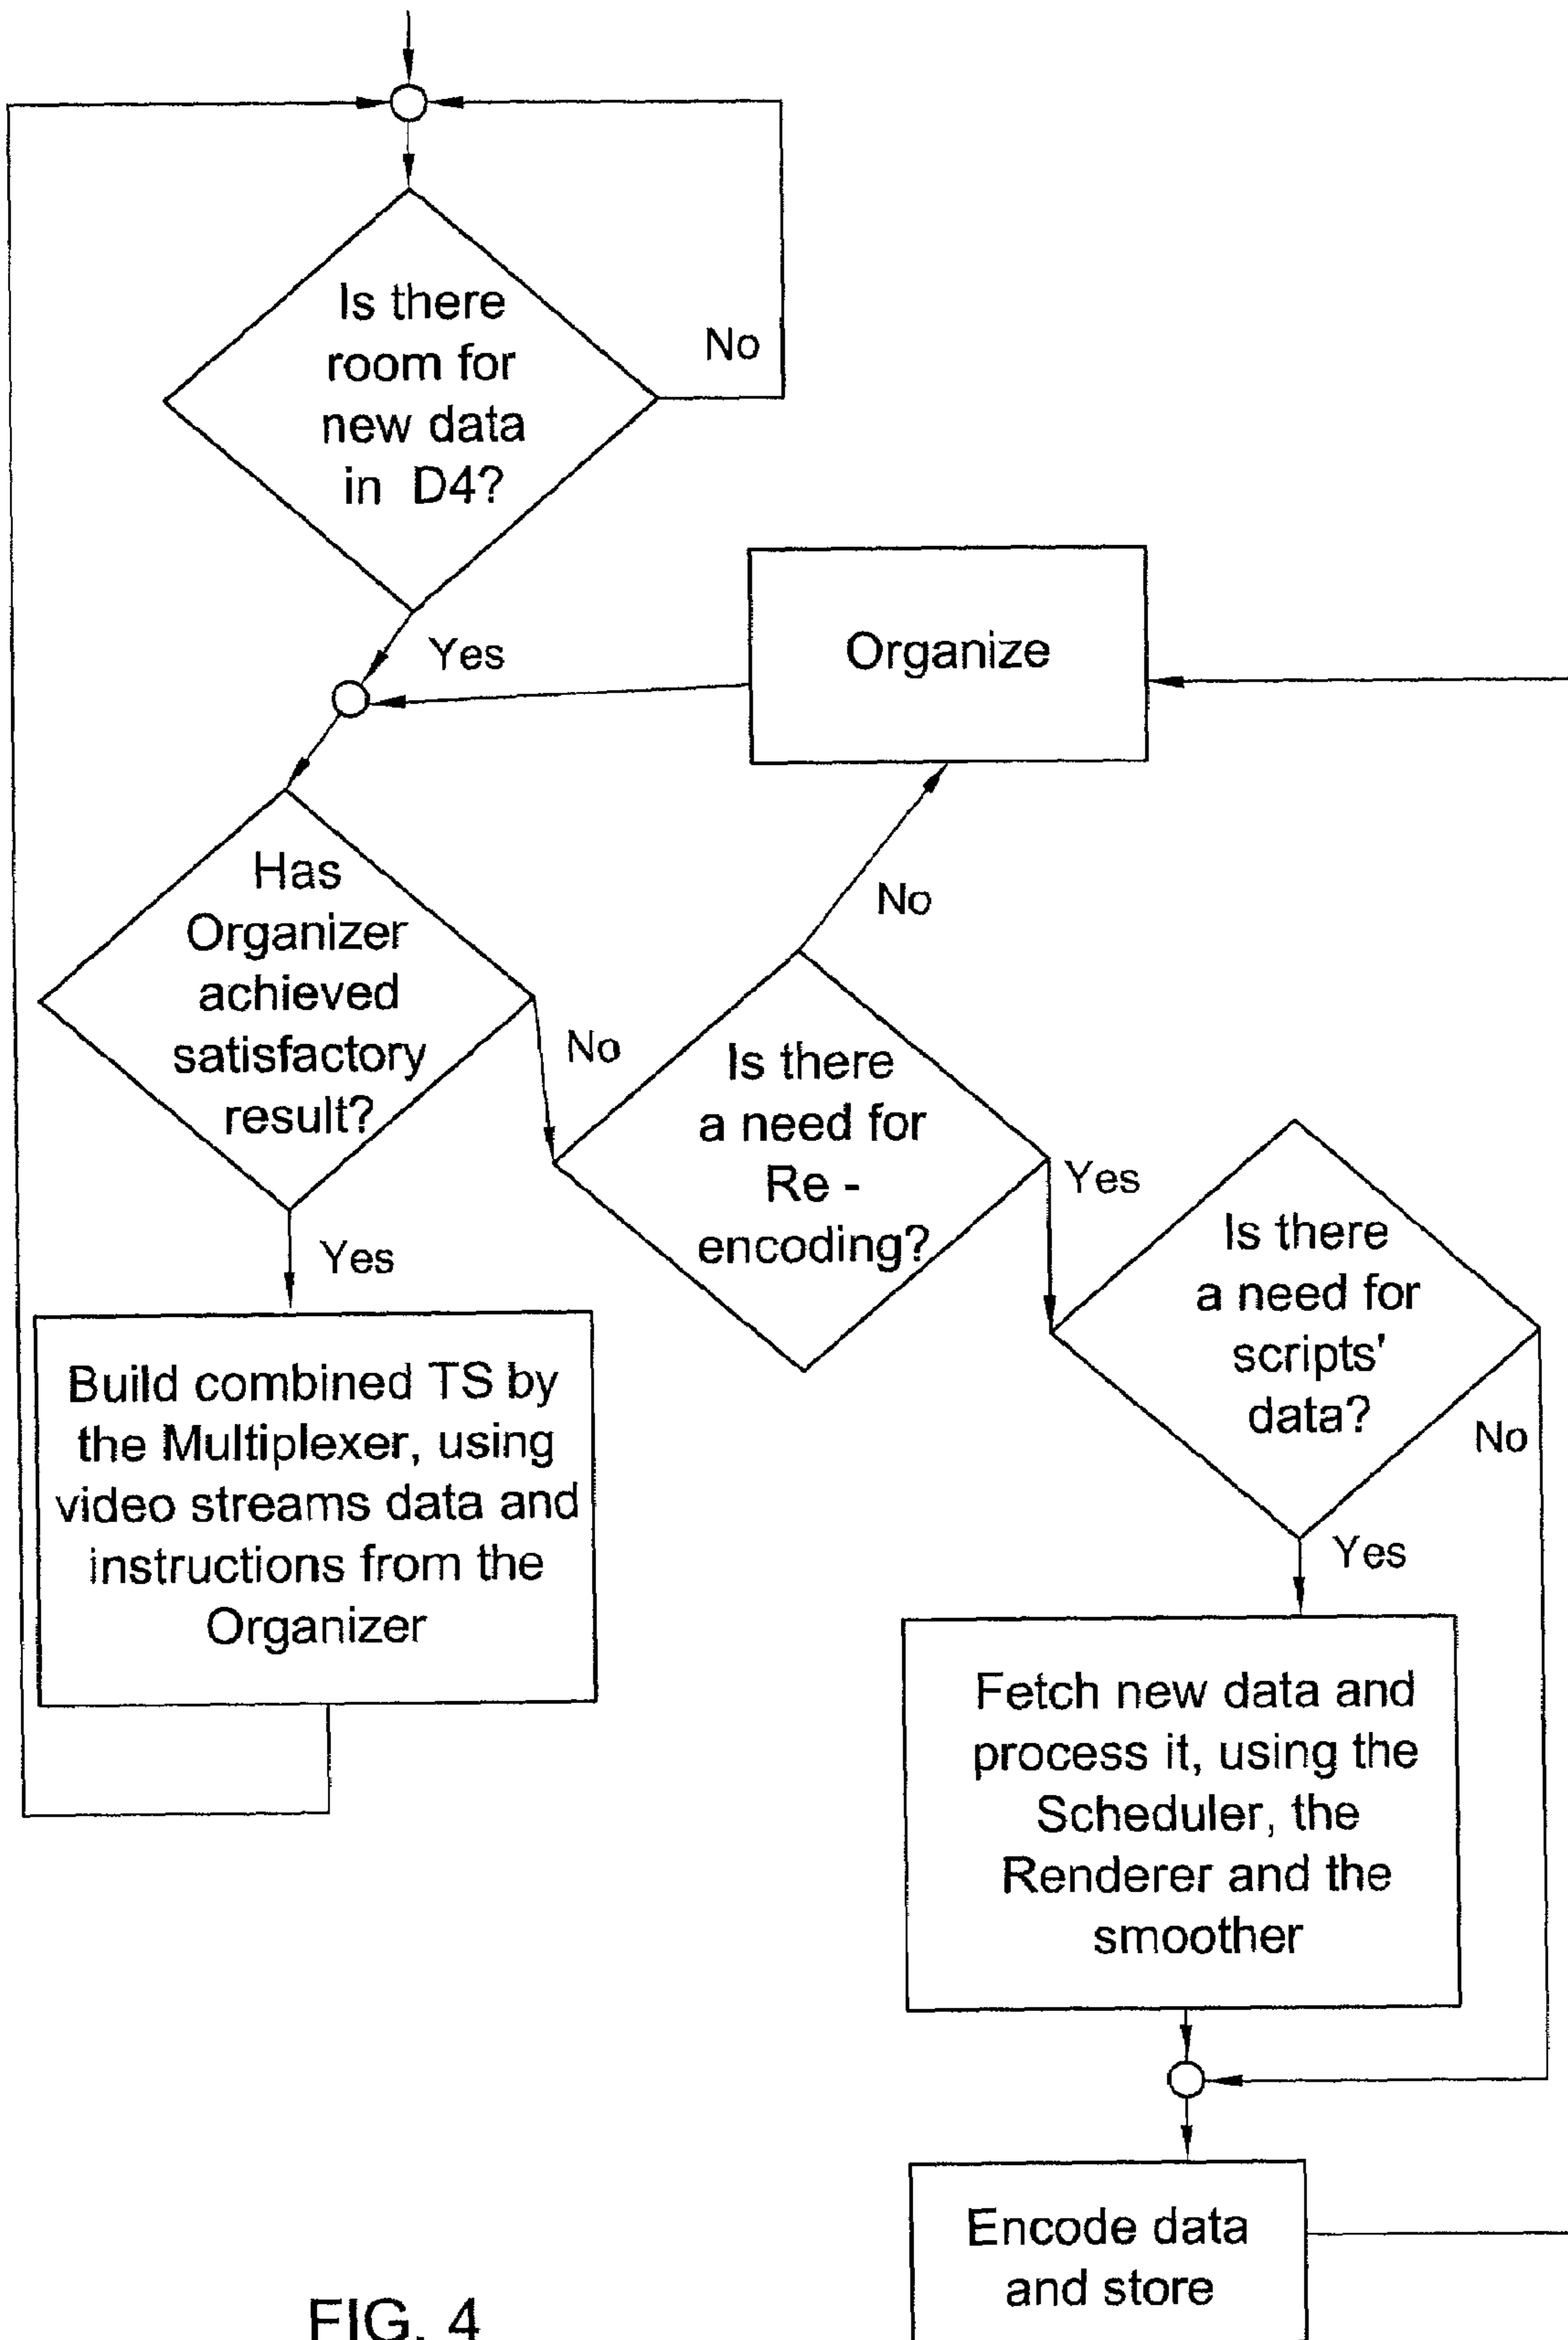 Is there
room for
new data
in D4?
No
Yes
Organize
Has
Organizer
achieved
satisfactory
result?
No
No
Is there
a need for
Re -
encoding?
Yes
Yes
Is there
a need for
scripts'
data?
No
Yes
Build combined TS by
the Multiplexer, using
video streams data and
instructions from the
Organizer
Fetch new data and
process it, using the
Scheduler, the
Renderer and the
smoother
Encode data
and store
FIG. 4